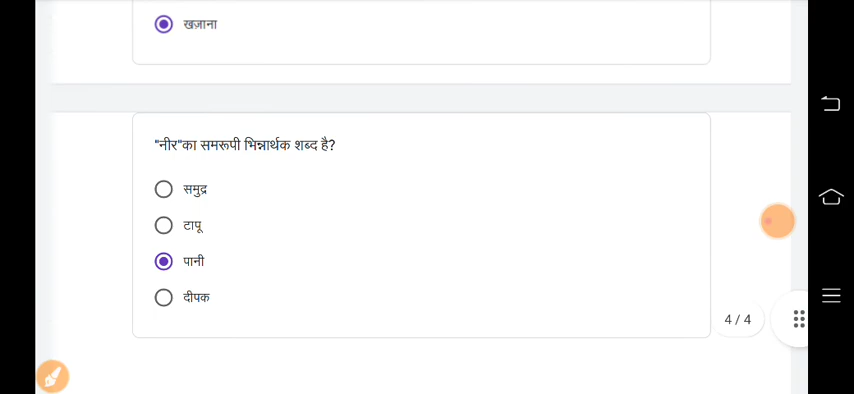 खज़ाना
"नीर"का समरूपी भिन्नार्थक शब्द है?
समुद्र
टापू
पानी
दीपक
4 / 4